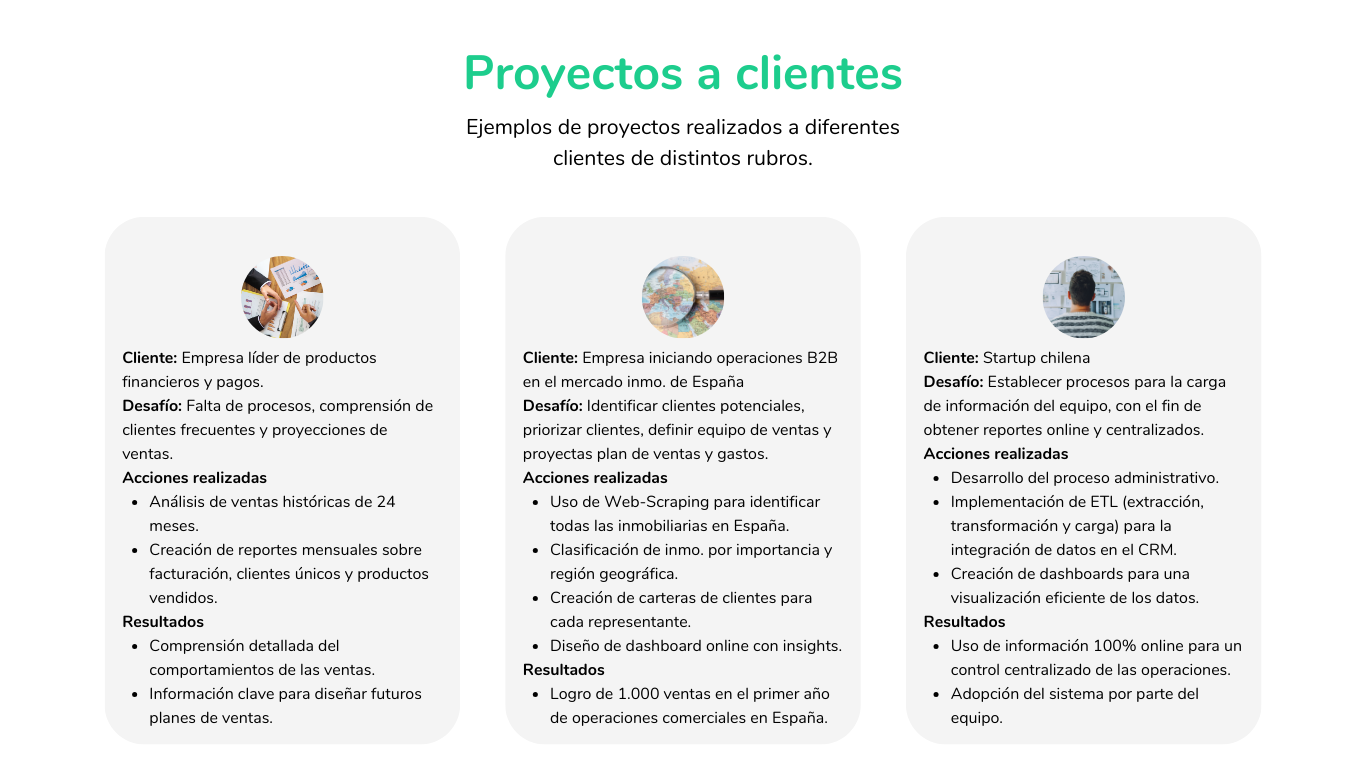 Proyectos a clientes
Ejemplos de proyectos realizados a diferentes
clientes de distintos rubros.
Cliente: Empresa líder de productos
financieros y pagos.
Desafío: Falta de procesos, comprensión de
clientes frecuentes y proyecciones de
ventas.
Acciones realizadas
• Análisis de ventas históricas de 24
meses.
• Creación de reportes mensuales sobre
facturación, clientes únicos y productos
vendidos.
Resultados
• Comprensión detallada del
comportamientos de las ventas.
• Información clave para diseñar futuros
planes de ventas.
Cliente: Empresa iniciando operaciones B2B
en el mercado inmo. de España
Desafío: Identificar clientes potenciales,
priorizar clientes, definir equipo de ventas y
proyectas plan de ventas y gastos.
Acciones realizadas
• Uso de Web-Scraping para identificar
todas las inmobiliarias en España.
• Clasificación de inmo. por importancia y
región geográfica.
• Creación de carteras de clientes para
cada representante.
• Diseño de dashboard online con insights.
Resultados
• Logro de 1.000 ventas en el primer año
de operaciones comerciales en España.
Cliente: Startup chilena
Desafío: Establecer procesos para la carga
de información del equipo, con el fin de
obtener reportes online y centralizados.
Acciones realizadas
• Desarrollo del proceso administrativo.
• Implementación de ETL (extracción,
transformación y carga) para la
integración de datos en el CRM.
• Creación de dashboards para una
visualización eficiente de los datos.
Resultados
• Uso de información 100% online para un
control centralizado de las operaciones.
• Adopción del sistema por parte del
equipo.